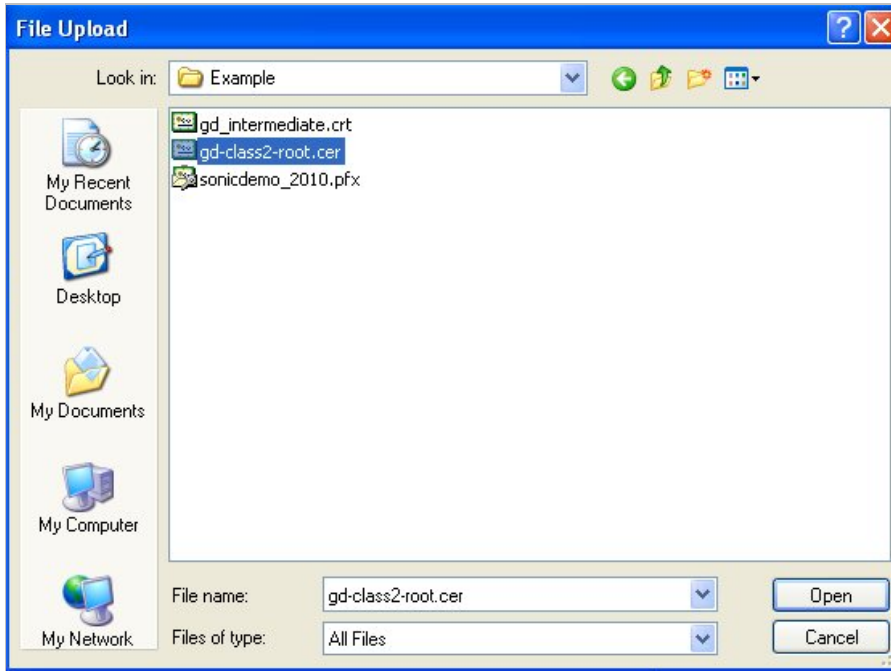 File Upload
Look in: Example
gd_intermediate.crt
gd-class2-root.cer
sonicdemo_2010.pfx
My Recent
Documents
Desktop
My Documents
My Computer
My Network
File name: gd-class2-root.cer Open
Files of type: All Files Cancel